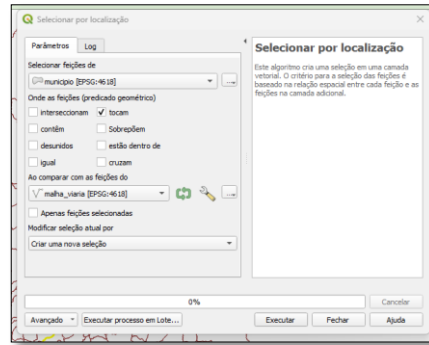 Selecionar por localização
Parâmetros Log
Selecionar feições de
municipio [EPSG:4618]
Onde as feições (predicado geométrico)
interseccionam tocam
contêm Sobrepõem
desunidos estão dentro de
igual cruzam
Ao comparar com as feições do
malha_viaria [EPSG:4618]
Apenas feições selecionadas
Modificar seleção atual por
Criar uma nova seleção
Selecionar por localização
Este algoritmo cria uma seleção em uma camada
vetorial. O critério para a seleção das feições é
baseado na relação espacial entre cada feição e as
feições na camada adicional.
0%
Cancelar
Avançado Executar processo em Lote...
Executar Fechar Ajuda